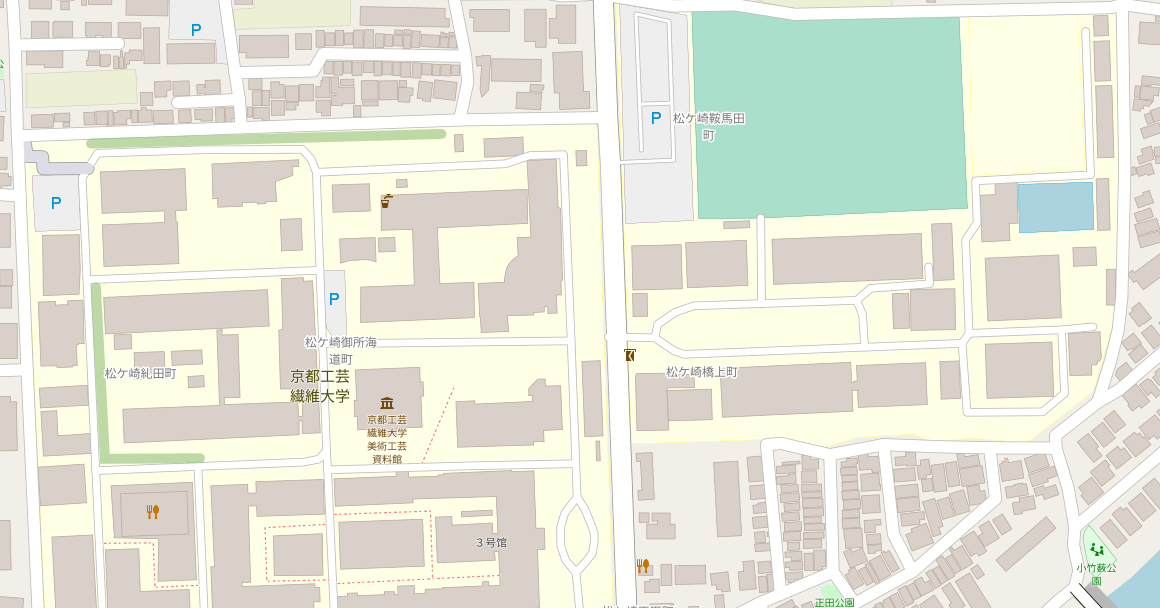 P
P
松ケ崎鞍馬田
町
P
P
松ケ崎御所海
道町
松ケ崎糺田町
松ケ崎橋上町
京都工芸
繊維大学
京都工芸
繊維大学
美術工芸
資料館
3号馆
小竹薮公
園
正田公園